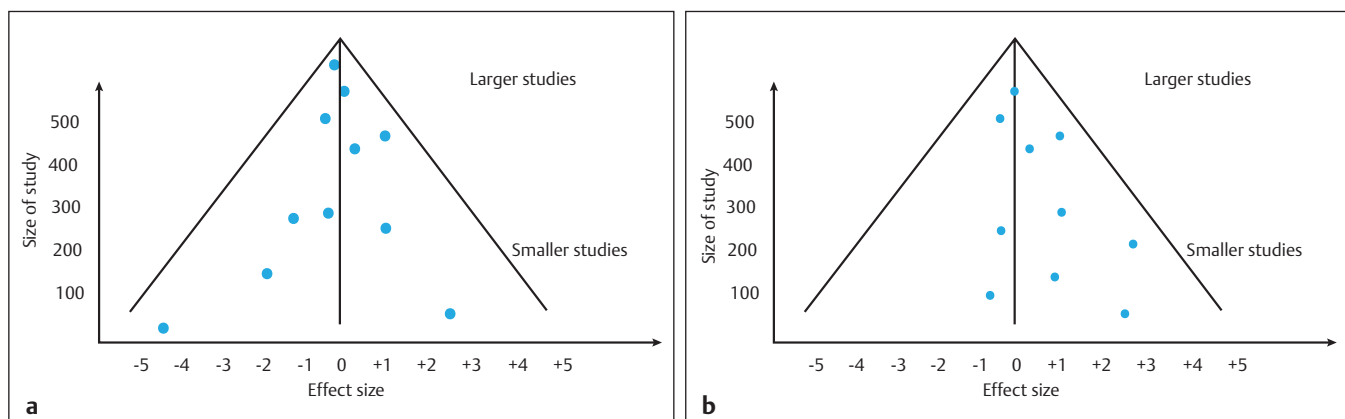 Larger studies
500
400
300
200
100
Size of study
Smaller studies
-5 -4 -3 -2 -1 0 +1 +2 +3 +4 +5
Effect size
a
Larger studies
500
400
300
200
100
Size of study
Smaller studies
-5 -4 -3 -2 -1 0 +1 +2 +3 +4 +5
Effect size
b